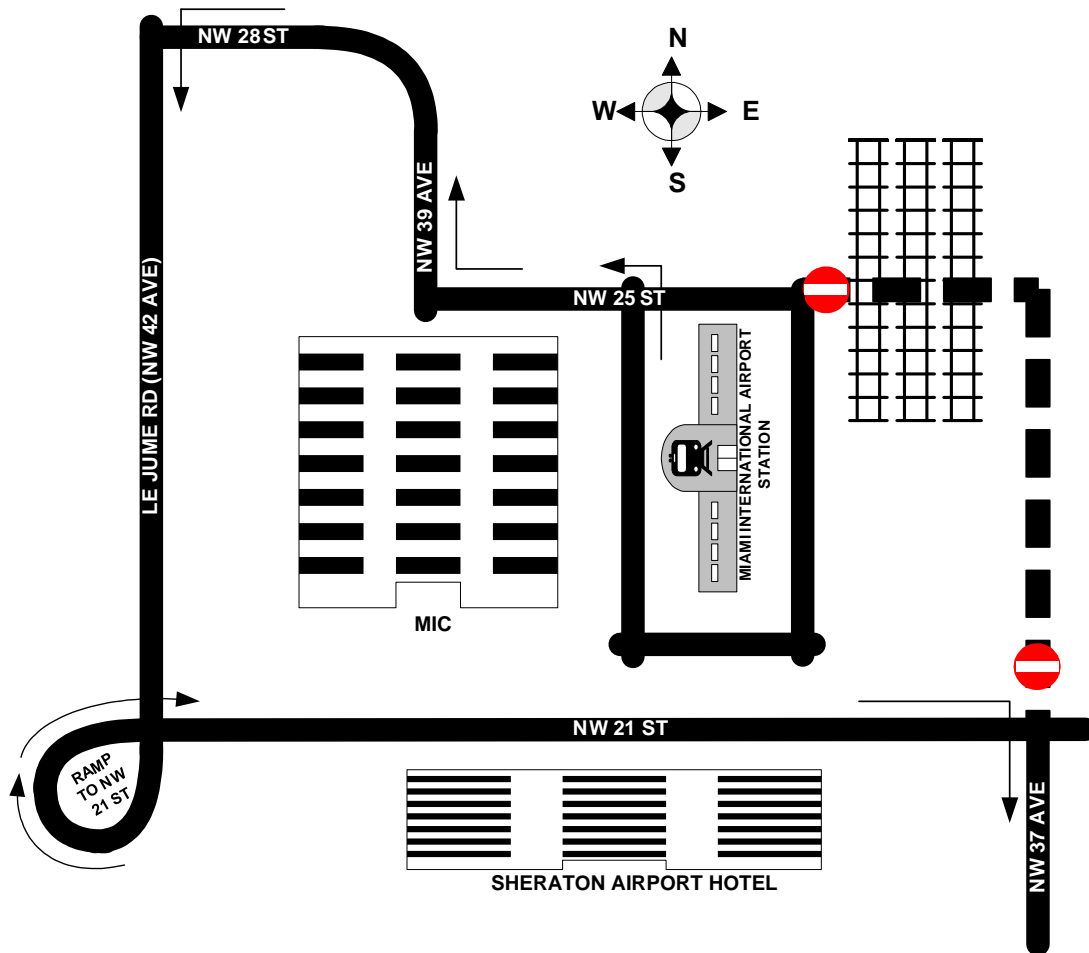 NW 28 ST
N
W
E
S
NW 39 AVE
NW 25 ST
LE JUME RD (NW 42 AVE)
MIAMI INTERNATIONAL AIRPORT
STATION
MIC
NW 21 ST
RAMP
TO NW
21 ST
SHERATON AIRPORT HOTEL
NW 37 AVE